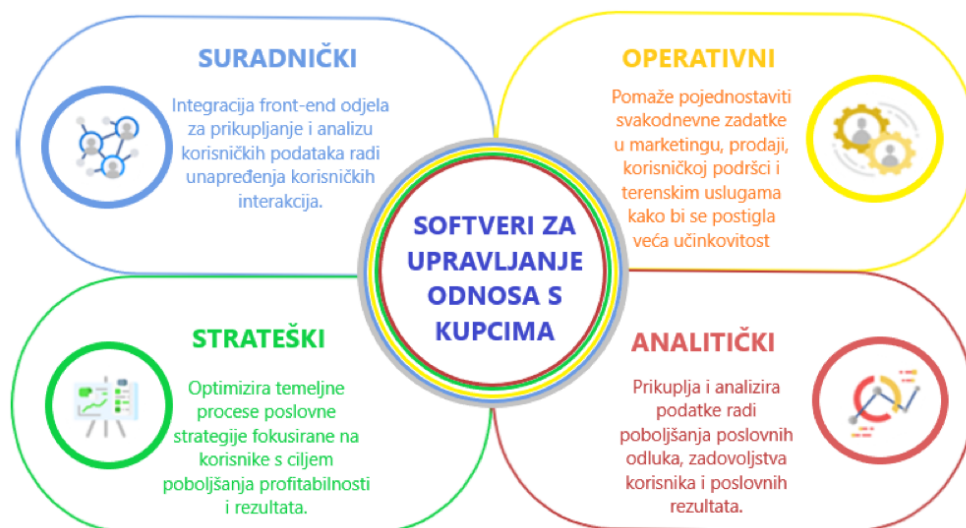 SURADNIČKI
Integracija front-end odjela
za prikupljanje i analizu
korisničkih podataka radi
unapređenja korisničkih
interakcija.
OPERATIVNI
Pomaže pojednostaviti
svakodnevne zadatke
u marketingu, prodaji,
korisničkoj podršci i
terenskim uslugama
kako bi se postigla
veća učinkovitost
SOFTVERI ZA
UPRAVLJANJE
ODNOSA S
KUPCIMA
STRATEŠKI
Optimizira temeljne
procese poslovne
strategije fokusirane na
korisnike s ciljem
poboljšanja profitabilnosti
i rezultata.
ANALITIČKI
Prikuplja i analizira
podatke radi
poboljšanja poslovnih
odluka, zadovoljstva
korisnika i poslovnih
rezultata.